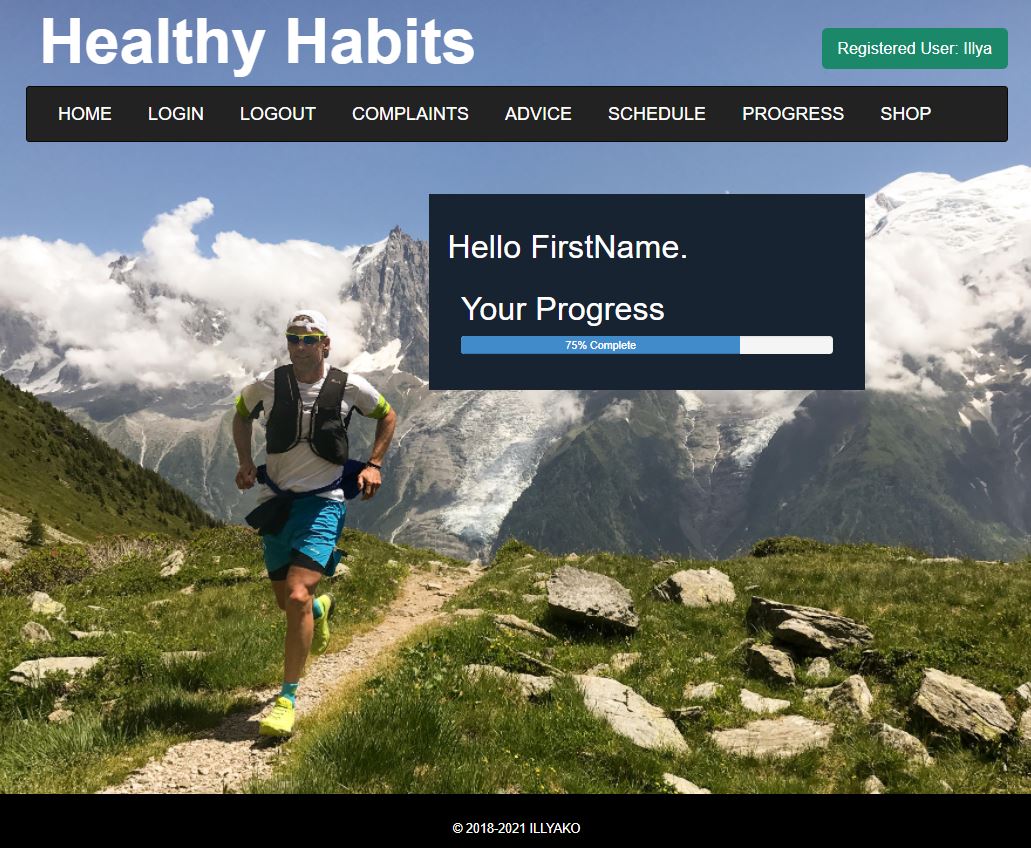 Healthy Habits
Registered User: Illya
HOME LOGIN LOGOUT COMPLAINTS ADVICE SCHEDULE PROGRESS SHOP
Hello FirstName.
Your Progress
75% Complete
© 2018-2021 ILLYAKO